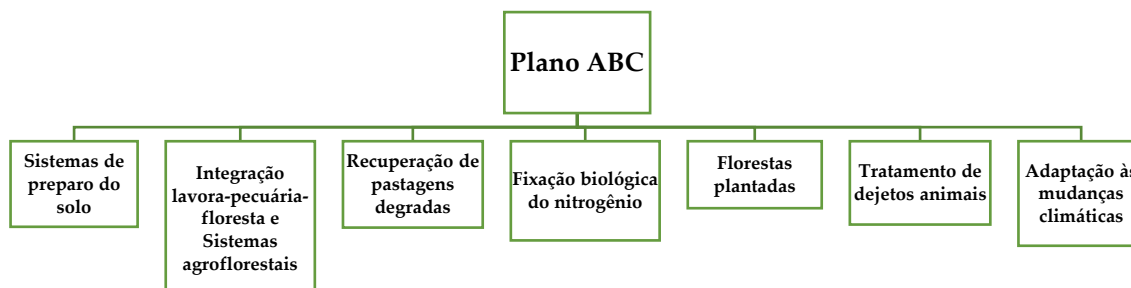 Plano ABC
Sistemas de
preparo do
solo
Integração
lavora-pecuária-
floresta e
Sistemas
agroflorestais
Recuperação de
pastagens
degradas
Fixação biológica
do nitrogênio
Florestas
plantadas
Tratamento de
dejetos animais
Adaptação às
mudanças
climáticas